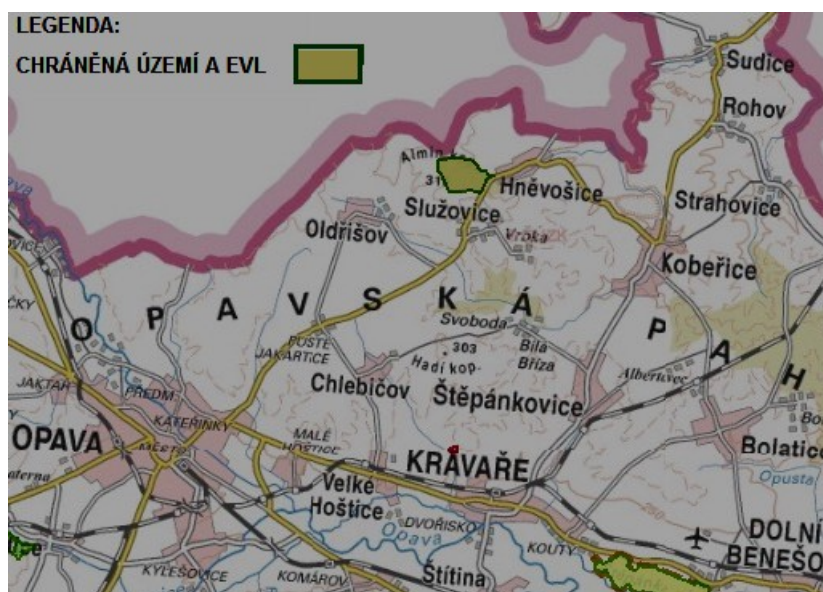 LEGENDA:
CHRÁNĚNÁ ÚZEMÍ A EVL
Sudice
Rohov
Hněvošice
Strahovice
Služovice
Vrbka
Oldřišov
Kobeřice
O P A V S K Á
P A H
Svoboda
303
Bílá
Bříza
Hadí kop.
Albertovec
PUSTÉ
JAKARTICE
Chlebičov
Štěpánkovice
JAKTAŘ
PŘEDM.
KATEŘINKY
MĚSTO
OPAVA
MALÉ
HOŠTICE
KRAVAŘE
Velké
Hoštice
Bolatice
Opusta
250
DVOŘISKO
Opava
KOUTY
DOLNÍ
BENEŠO
KYLEŠOVICE
KOMÁROV
Štítina